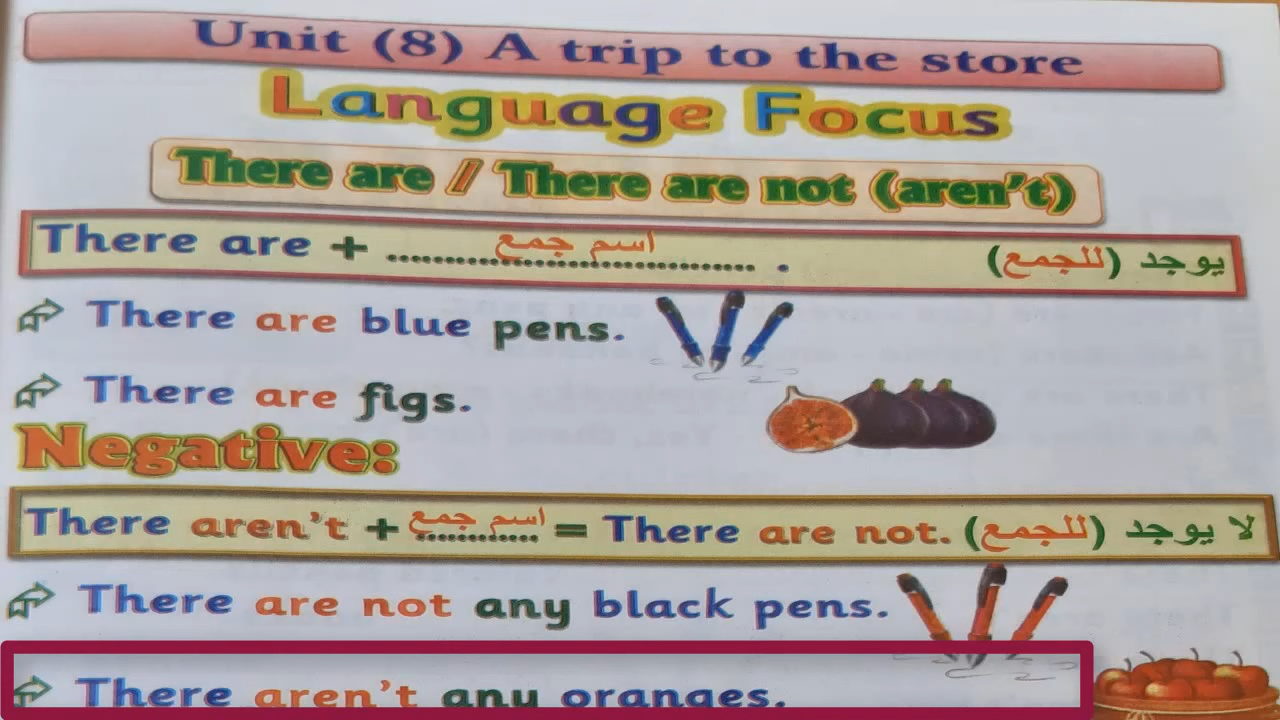 Unit (8) A trip to the store
Language Focus
There are / There are not (aren't)
There are + اسم جمع . يوجد (للجمع)
There are blue pens.
There are figs.
Negative:
There aren't + اسم جمع = There are not. لا يوجد (للجمع)
There are not any black pens.
There aren't any oranges.